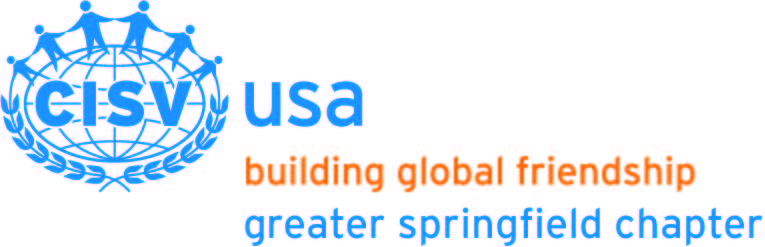 CISV usa
building global friendship
greater springfield chapter